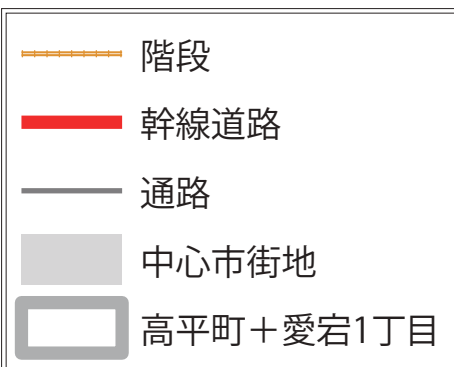 階段
幹線道路
通路
中心市街地
高平町＋愛宕1丁目